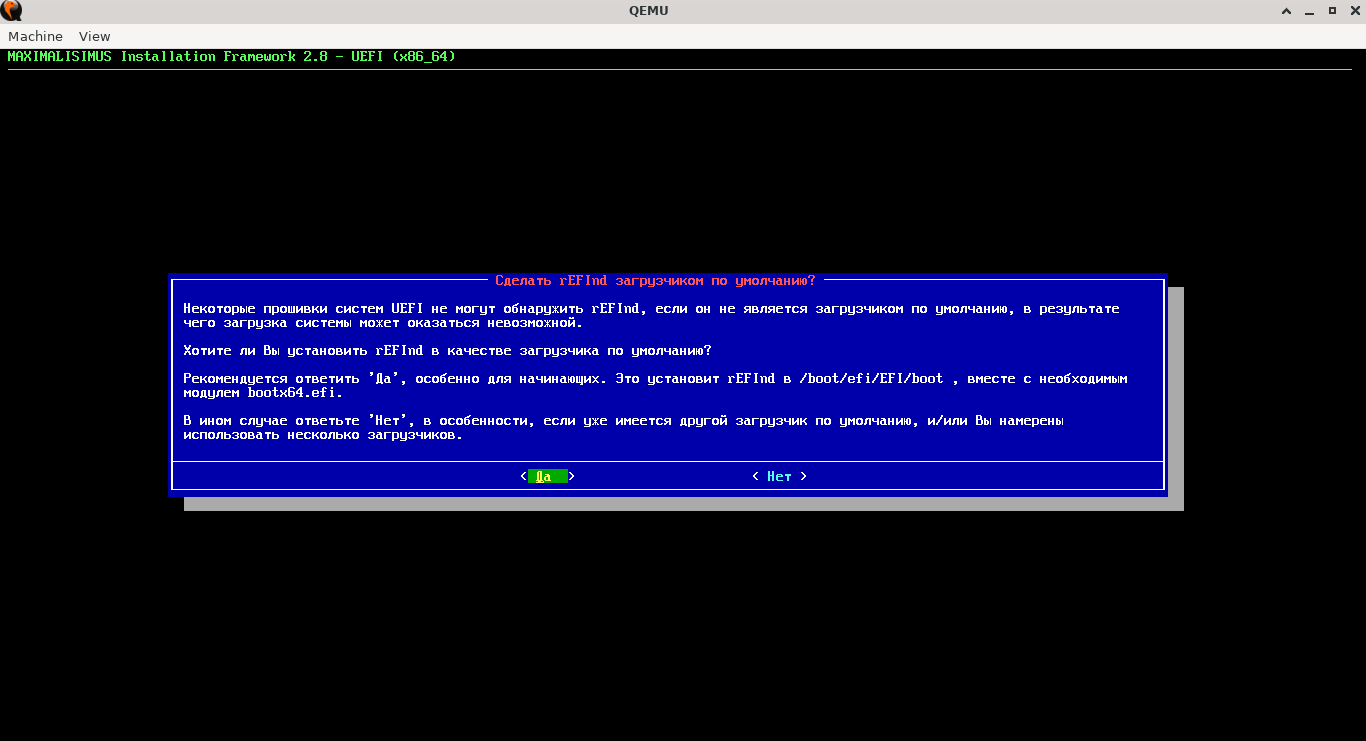 QEMU
Machine View
MAXIMALISIMUS Installation Framework 2.8 - UEFI (x86_64)
Сделать rEFInd загрузчиком по умолчанию?
Некоторые прошивки систем UEFI не могут обнаружить rEFInd, если он не является загрузчиком по умолчанию, в результате
чего загрузка системы может оказаться невозможной.
Хотите ли Вы установить rEFInd в качестве загрузчика по умолчанию?
Рекомендуется ответить 'Да', особенно для начинающих. Это установит rEFInd в /boot/efi/EFI/boot , вместе с необходимым
модулем bootx64.efi.
В ином случае ответьте 'Нет', в особенности, если уже имеется другой загрузчик по умолчанию, и/или Вы намерены
использовать несколько загрузчиков.
< Да > < Нет >